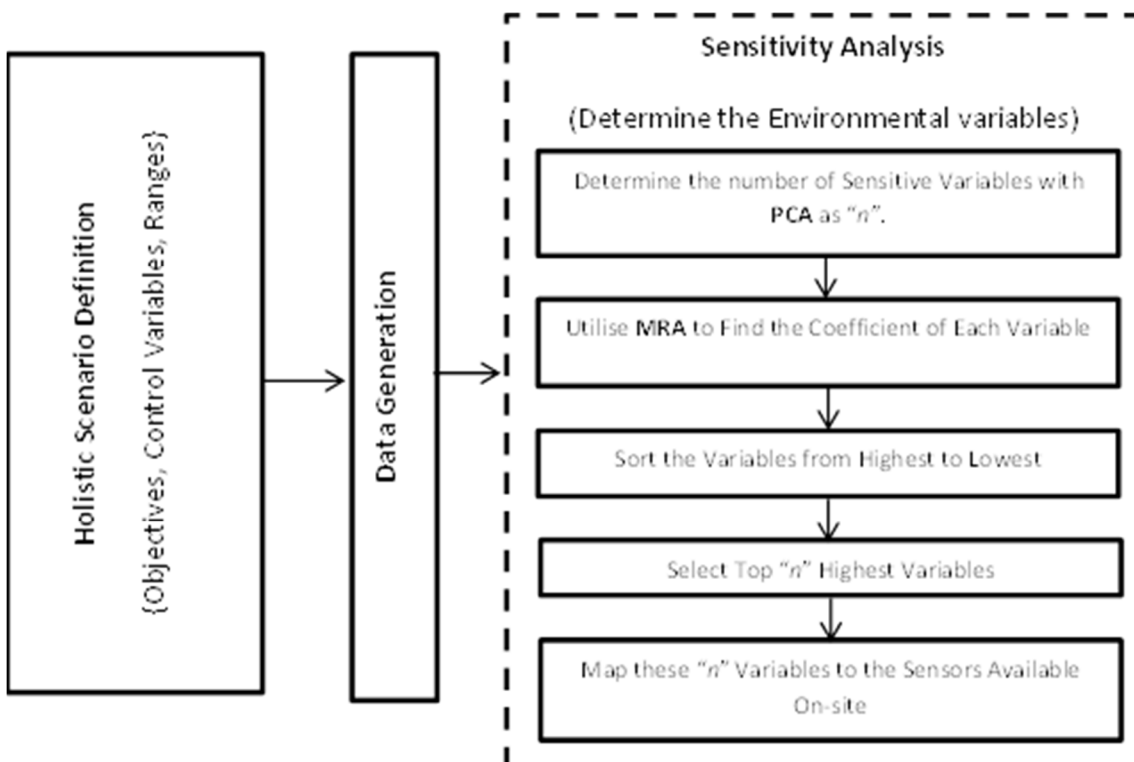 Holistic Scenario Definition
{Objectives, Control Variables, Ranges}
Data Generation
Sensitivity Analysis
(Determine the Environmental variables)
Determine the number of Sensitive Variables with
PCA as “n”.
Utilise MRA to Find the Coefficient of Each Variable
Sort the Variables from Highest to Lowest
Select Top “n” Highest Variables
Map these “n” Variables to the Sensors Available
On-site